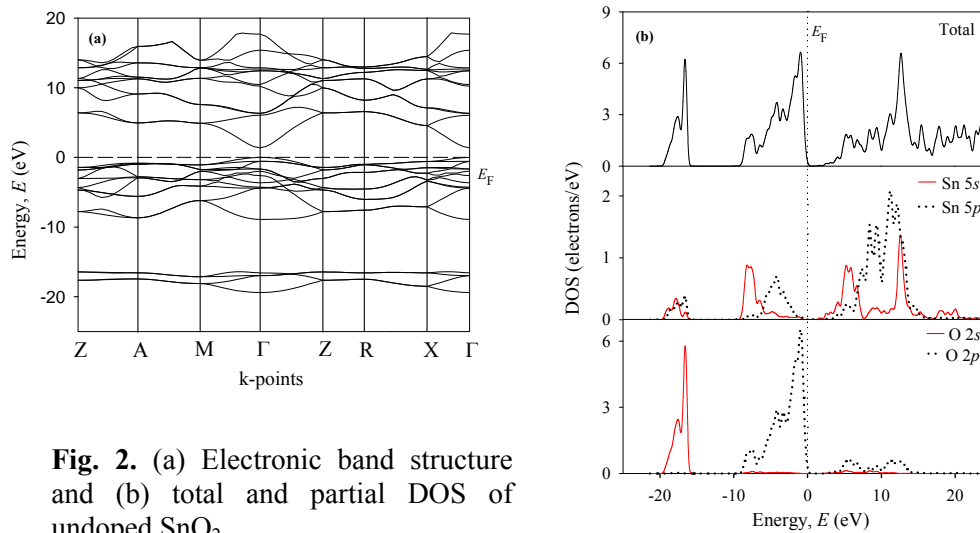 (a)
20
10
0
-10
-20
Energy, E (eV)
E_F
Z A M Γ Z R X Γ
k-points
Fig. 2. (a) Electronic band structure
and (b) total and partial DOS of
undoped SnO2
(b)
E_F
Total
9
6
3
0
Sn 5s
Sn 5p
2
1
0
O 2s
O 2p
6
3
0
DOS (electrons/eV)
-20 -10 0 10 20
Energy, E (eV)